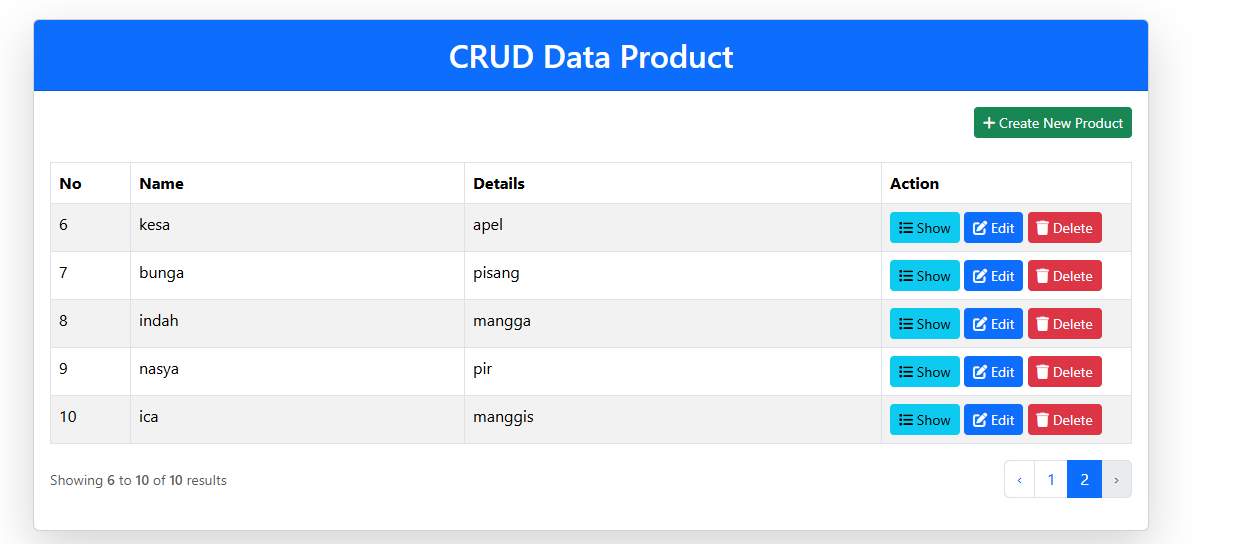 CRUD Data Product
Create New Product
No Name Details Action
6 kesa apel Show Edit Delete
7 bunga pisang Show Edit Delete
8 indah mangga Show Edit Delete
9 nasya pir Show Edit Delete
10 ica manggis Show Edit Delete
Showing 6 to 10 of 10 results ‹ 1 2 ›